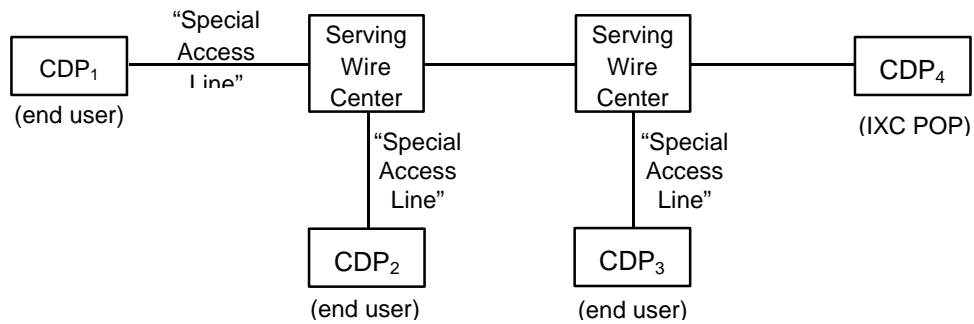 “Special
Access
Line”
CDP₁
(end user)
Serving
Wire
Center
Serving
Wire
Center
CDP₄
(IXC POP)
“Special
Access
Line”
“Special
Access
Line”
CDP₂
(end user)
CDP₃
(end user)